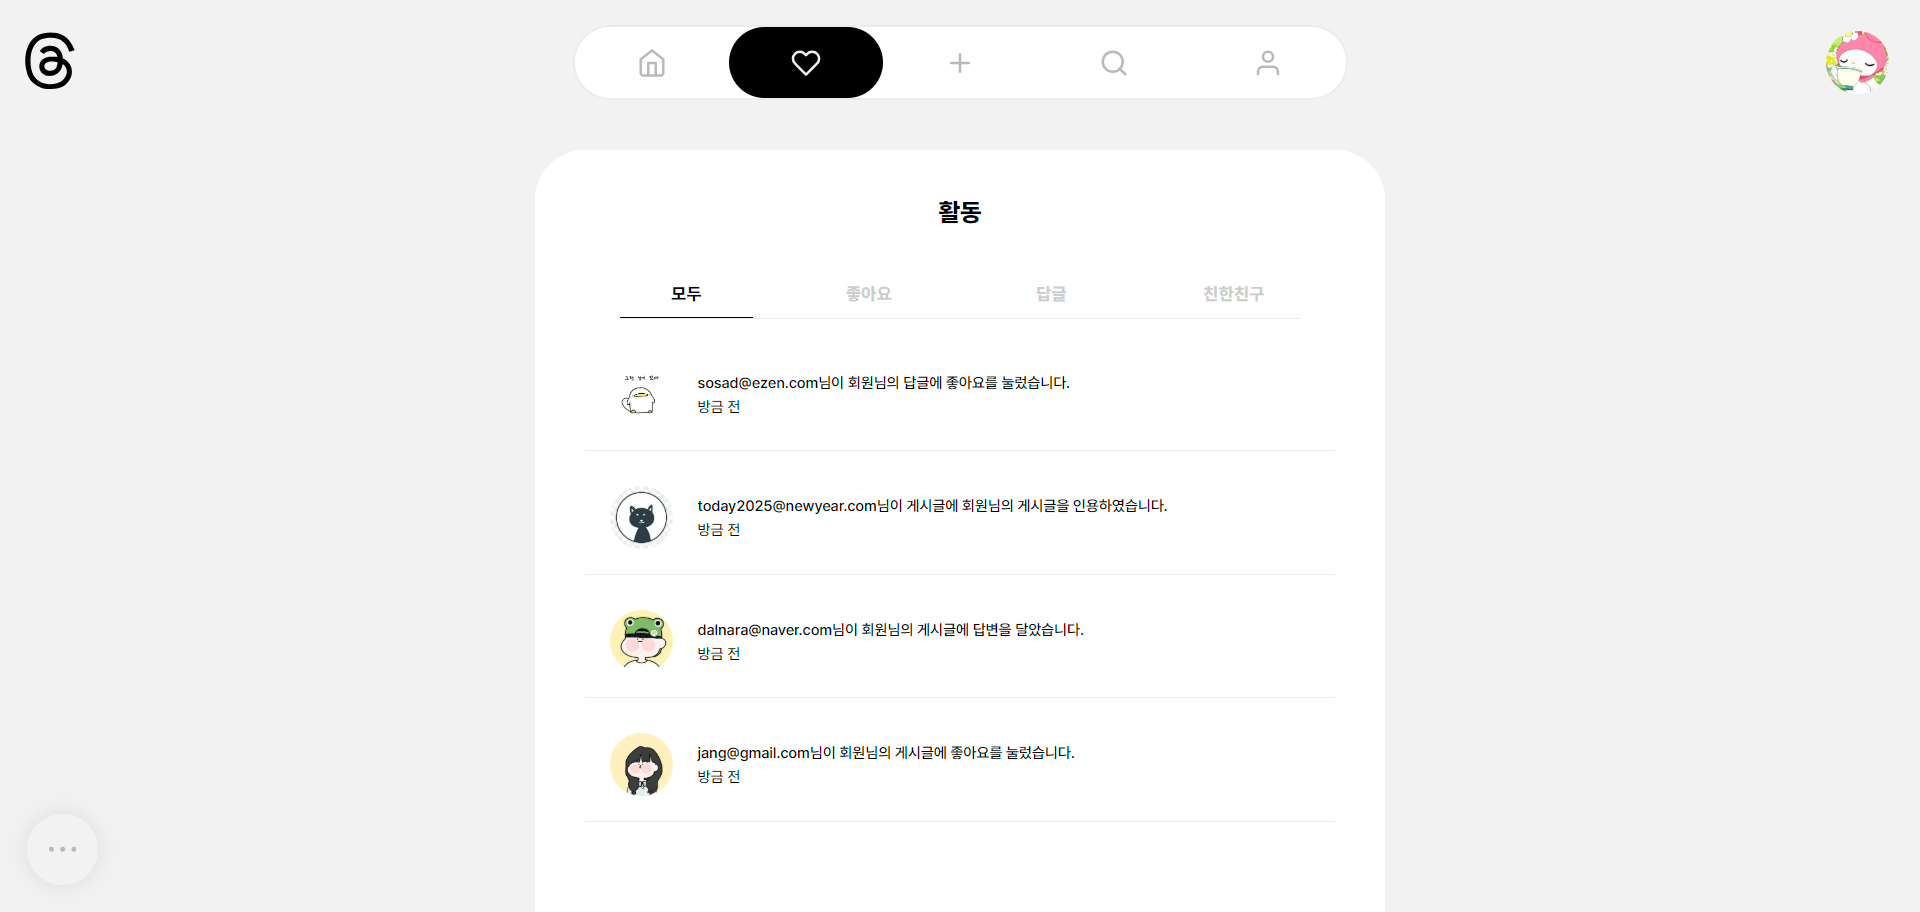 활동
모두 좋아요 답글 친한친구
sosad@ezen.com님이 회원님의 답글에 좋아요를 눌렀습니다.
방금 전
today2025@newyear.com님이 게시글에 회원님의 게시글을 인용하였습니다.
방금 전
dalnara@naver.com님이 회원님의 게시글에 답변을 달았습니다.
방금 전
jang@gmail.com님이 회원님의 게시글에 좋아요를 눌렀습니다.
방금 전